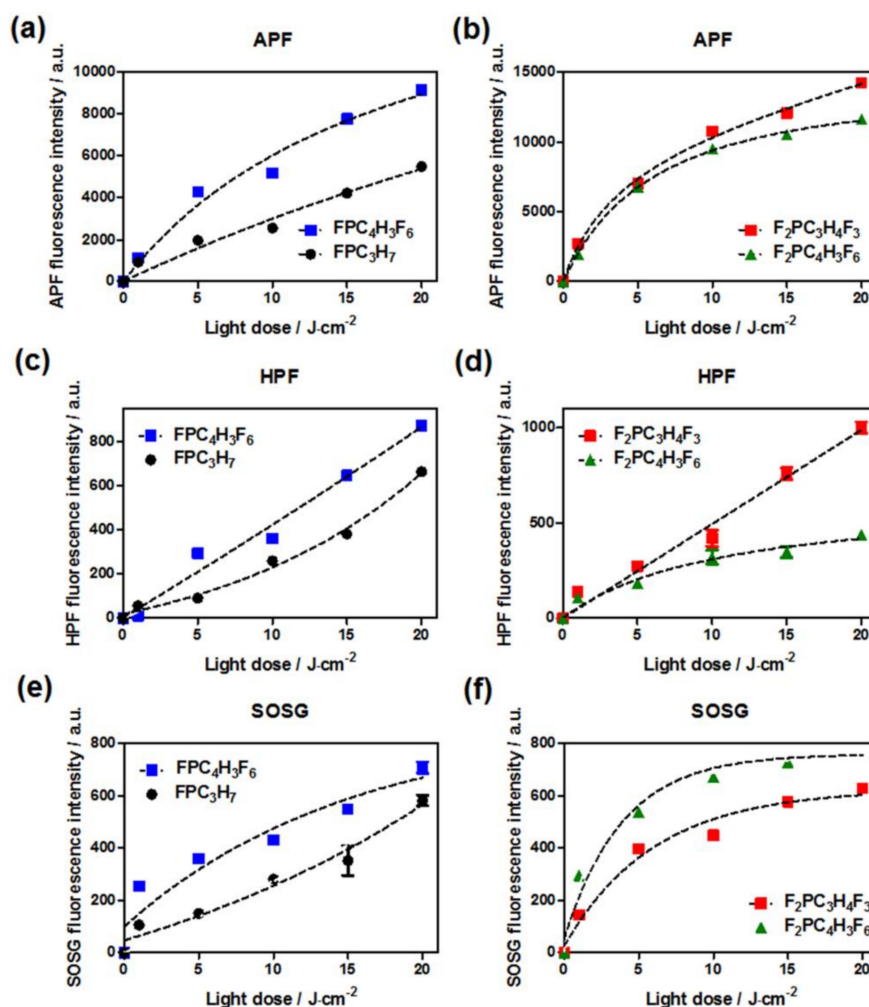 (a)
APF
APF fluorescence intensity / a.u.
10000
8000
6000
4000
2000
0
FPC₄H₃F₆
FPC₃H₇
0 5 10 15 20
Light dose / J·cm⁻²
(b)
APF
APF fluorescence intensity / a.u.
15000
10000
5000
0
F₂PC₃H₄F₃
F₂PC₄H₃F₆
0 5 10 15 20
Light dose / J·cm⁻²
(c)
HPF
HPF fluorescence intensity / a.u.
800
600
400
200
0
FPC₄H₃F₆
FPC₃H₇
0 5 10 15 20
Light dose / J·cm⁻²
(d)
HPF
HPF fluorescence intensity / a.u.
1000
500
0
F₂PC₃H₄F₃
F₂PC₄H₃F₆
0 5 10 15 20
Light dose / J·cm⁻²
(e)
SOSG
SOSG fluorescence intensity / a.u.
800
600
400
200
0
FPC₄H₃F₆
FPC₃H₇
0 5 10 15 20
Light dose / J·cm⁻²
(f)
SOSG
SOSG fluorescence intensity / a.u.
800
600
400
200
0
F₂PC₃H₄F₃
F₂PC₄H₃F₆
0 5 10 15 20
Light dose / J·cm⁻²